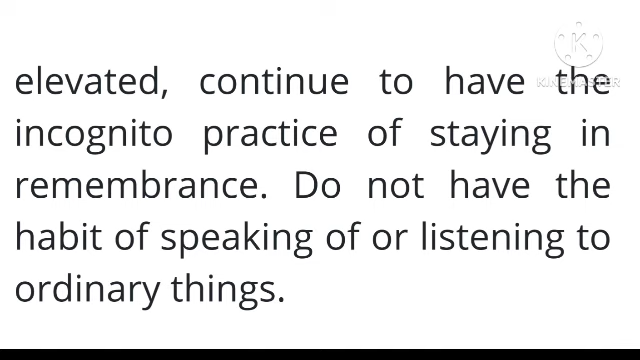 KINEMASTER
elevated, continue to have the
incognito practice of staying in
remembrance. Do not have the
habit of speaking of or listening to
ordinary things.